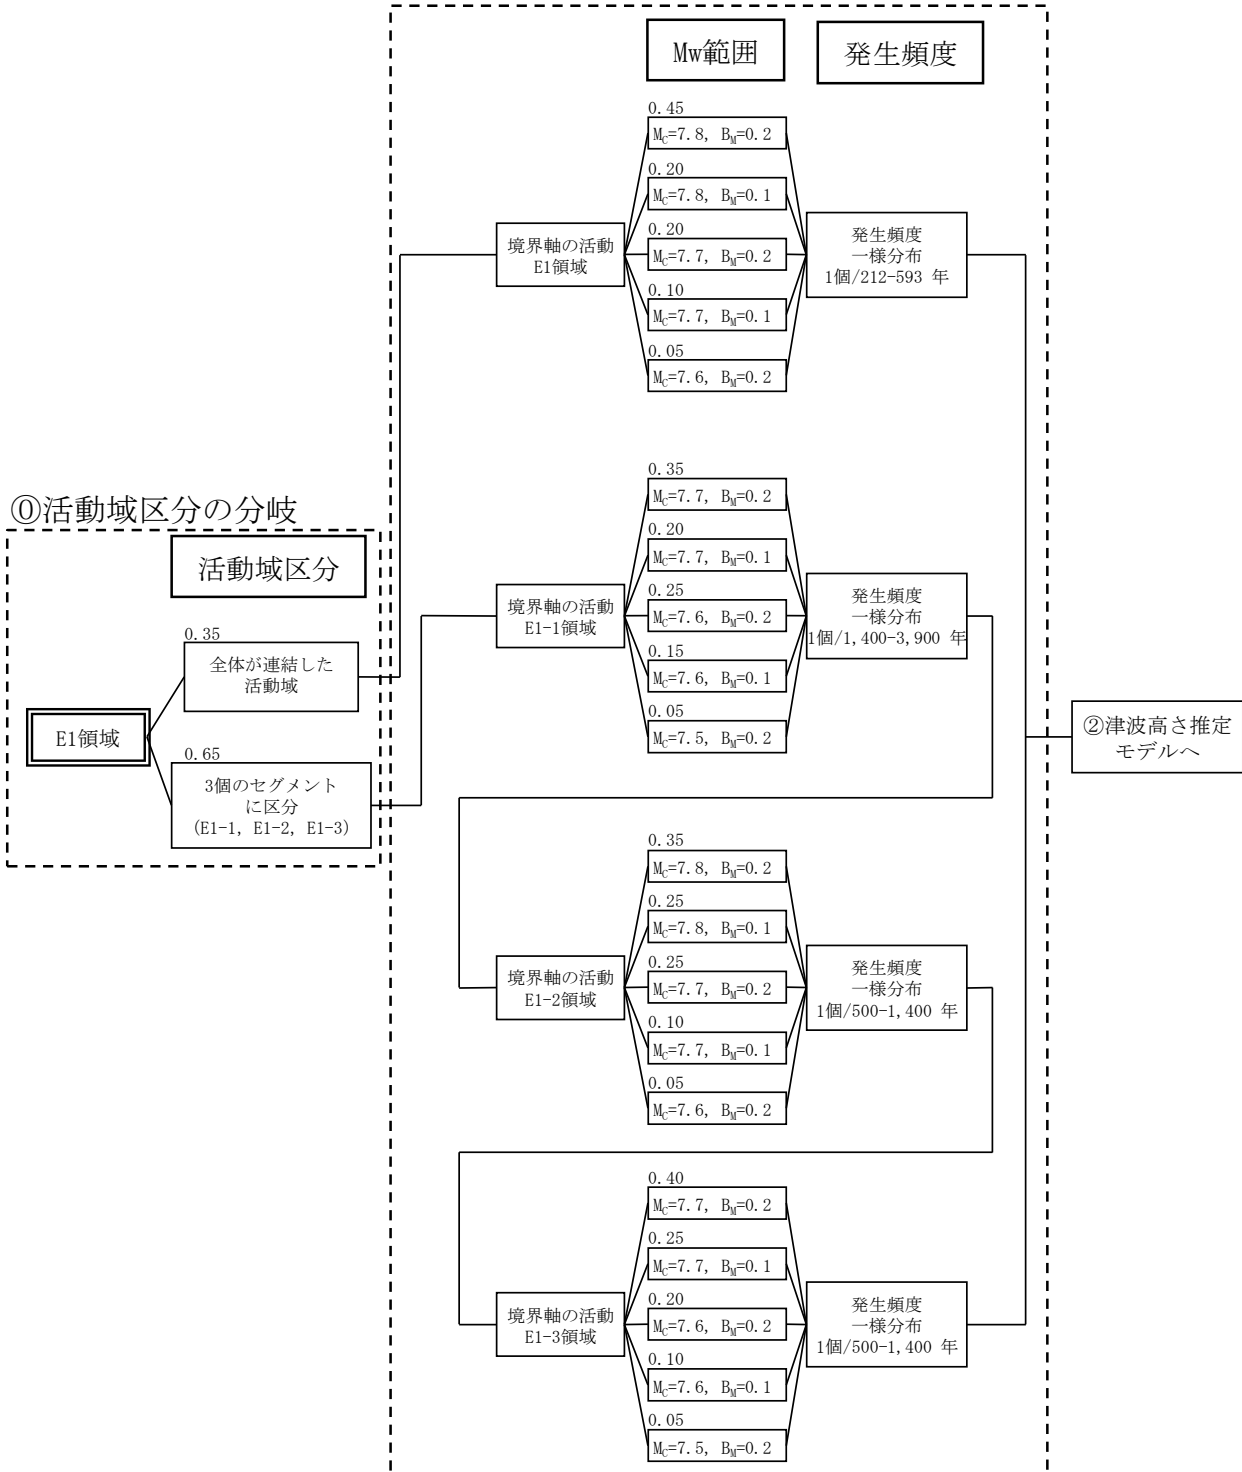 Mw範囲
発生頻度
0.45
MC=7.8, BM=0.2
0.20
MC=7.8, BM=0.1
0.20
MC=7.7, BM=0.2
0.10
MC=7.7, BM=0.1
0.05
MC=7.6, BM=0.2
境界軸の活動
E1領域
発生頻度
一様分布
1個/212-593 年
⓪活動域区分の分岐
活動域区分
0.35
全体が連結した
活動域
E1領域
0.65
3個のセグメント
に区分
(E1-1, E1-2, E1-3)
0.35
MC=7.7, BM=0.2
0.20
MC=7.7, BM=0.1
0.25
MC=7.6, BM=0.2
0.15
MC=7.6, BM=0.1
0.05
MC=7.5, BM=0.2
境界軸の活動
E1-1領域
発生頻度
一様分布
1個/1,400-3,900 年
②津波高さ推定
モデルへ
0.35
MC=7.8, BM=0.2
0.25
MC=7.8, BM=0.1
0.25
MC=7.7, BM=0.2
0.10
MC=7.7, BM=0.1
0.05
MC=7.6, BM=0.2
境界軸の活動
E1-2領域
発生頻度
一様分布
1個/500-1,400 年
0.40
MC=7.7, BM=0.2
0.25
MC=7.7, BM=0.1
0.20
MC=7.6, BM=0.2
0.10
MC=7.6, BM=0.1
0.05
MC=7.5, BM=0.2
境界軸の活動
E1-3領域
発生頻度
一様分布
1個/500-1,400 年